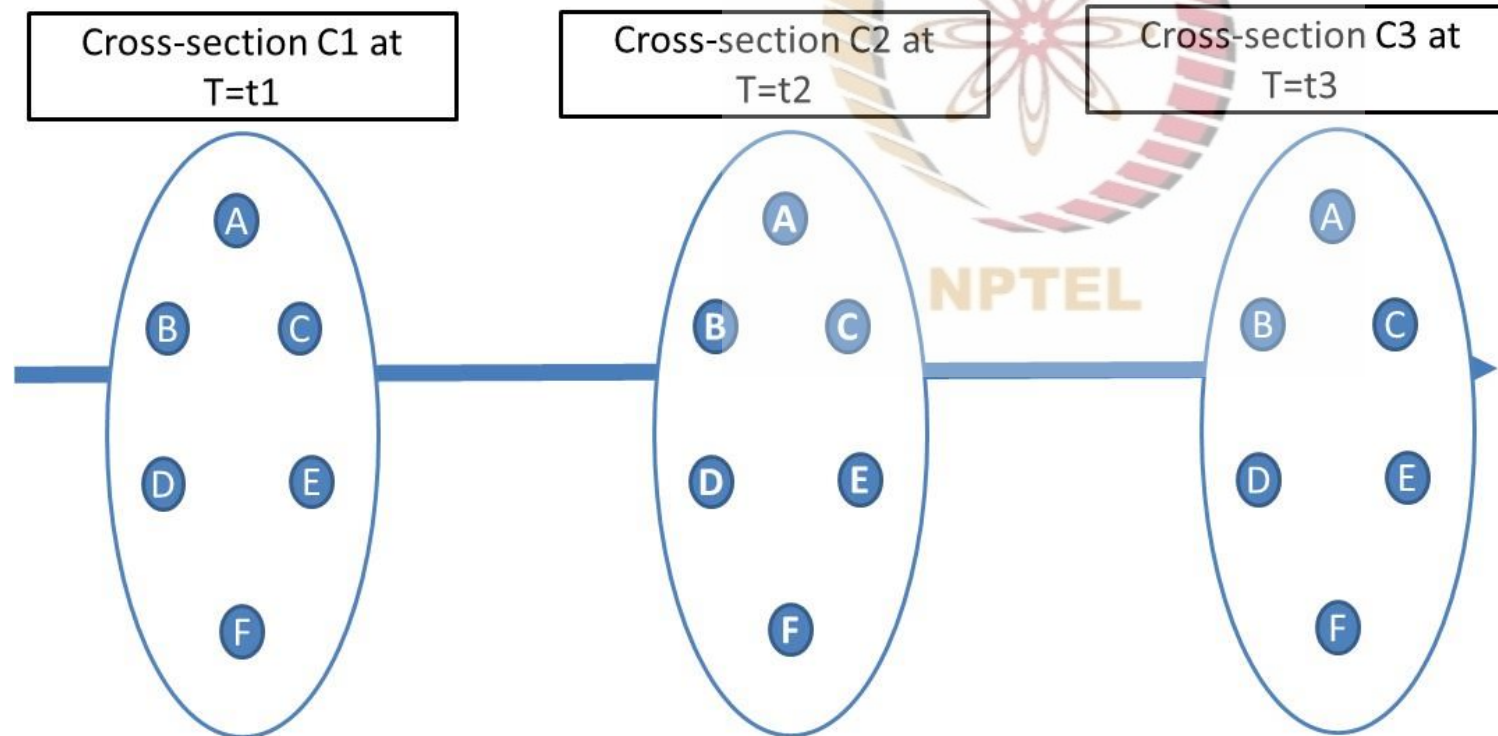 Cross-section C1 at
T=t1
Cross-section C2 at
T=t2
Cross-section C3 at
T=t3
A
B C
D E
F
A
B C
D E
F
A
B C
D E
F
NPTEL